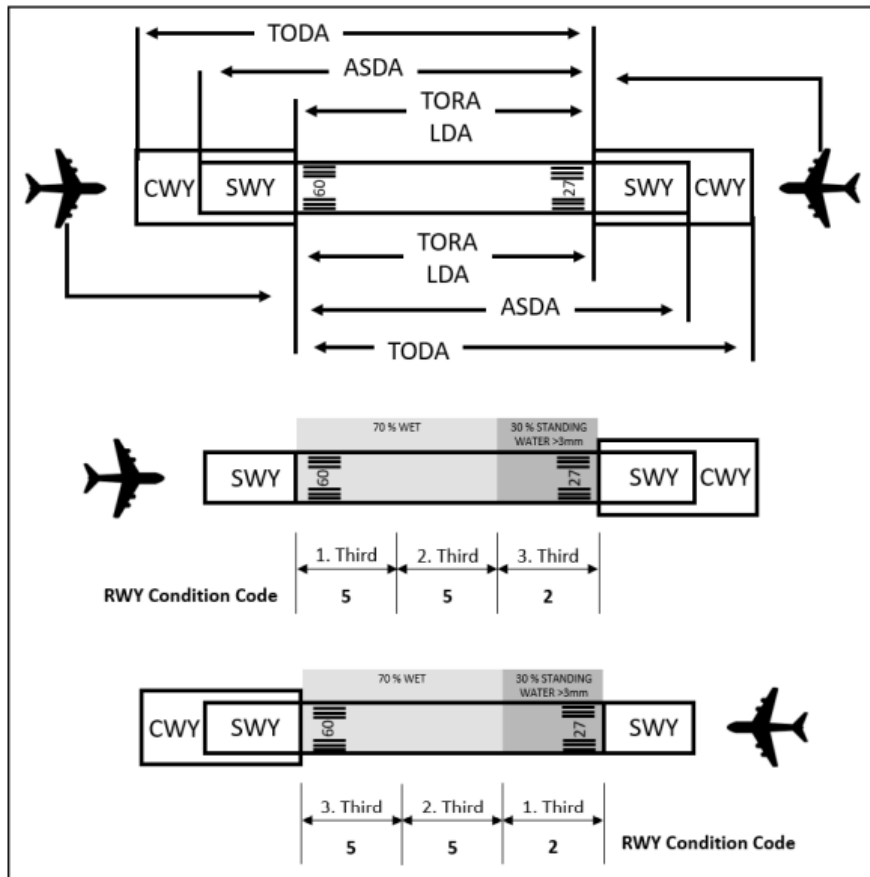 TODA
ASDA
TORA
LDA
CWY
SWY
09
27
SWY
CWY
TORA
LDA
ASDA
TODA
70 % WET
30 % STANDING
WATER >3mm
SWY
09
27
SWY
CWY
1. Third
2. Third
3. Third
RWY Condition Code
5
5
2
70 % WET
30 % STANDING
WATER >3mm
CWY
SWY
09
27
SWY
3. Third
2. Third
1. Third
5
5
2
RWY Condition Code